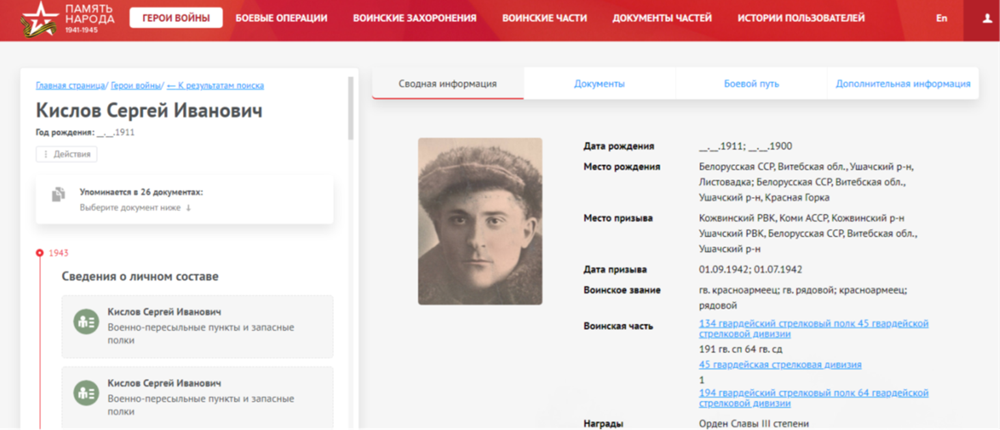 ПАМЯТЬ
НАРОДА
1941-1945
ГЕРОИ ВОЙНЫ
БОЕВЫЕ ОПЕРАЦИИ
ВОИНСКИЕ ЗАХОРОНЕНИЯ
ВОИНСКИЕ ЧАСТИ
ДОКУМЕНТЫ ЧАСТЕЙ
ИСТОРИИ ПОЛЬЗОВАТЕЛЕЙ
En
Главная страница/ Герои войны/ ← К результатам поиска
Кислов Сергей Иванович
Год рождения: __.__.1911
⋮ Действия
Упоминается в 26 документах:
Выберите документ ниже ↓
1943
Сведения о личном составе
Кислов Сергей Иванович
Военно-пересыльные пункты и запасные
полки
Кислов Сергей Иванович
Военно-пересыльные пункты и запасные
полки
Сводная информация
Документы
Боевой путь
Дополнительная информация
Дата рождения
__.__.1911; __.__.1900
Место рождения
Белорусская ССР, Витебская обл., Ушачский р-н,
Листовадка; Белорусская ССР, Витебская обл.,
Ушачский р-н, Красная Горка
Место призыва
Кожвинский РВК, Коми АССР, Кожвинский р-н
Ушачский РВК, Белорусская ССР, Витебская обл.,
Ушачский р-н
Дата призыва
01.09.1942; 01.07.1942
Воинское звание
гв. красноармеец; гв. рядовой; красноармеец;
рядовой
Воинская часть
134 гвардейский стрелковый полк 45 гвардейской
стрелковой дивизии
191 гв. сп 64 гв. сд
45 гвардейская стрелковая дивизия
1
194 гвардейский стрелковый полк 64 гвардейской
стрелковой дивизии
Награды
Орден Славы III степени